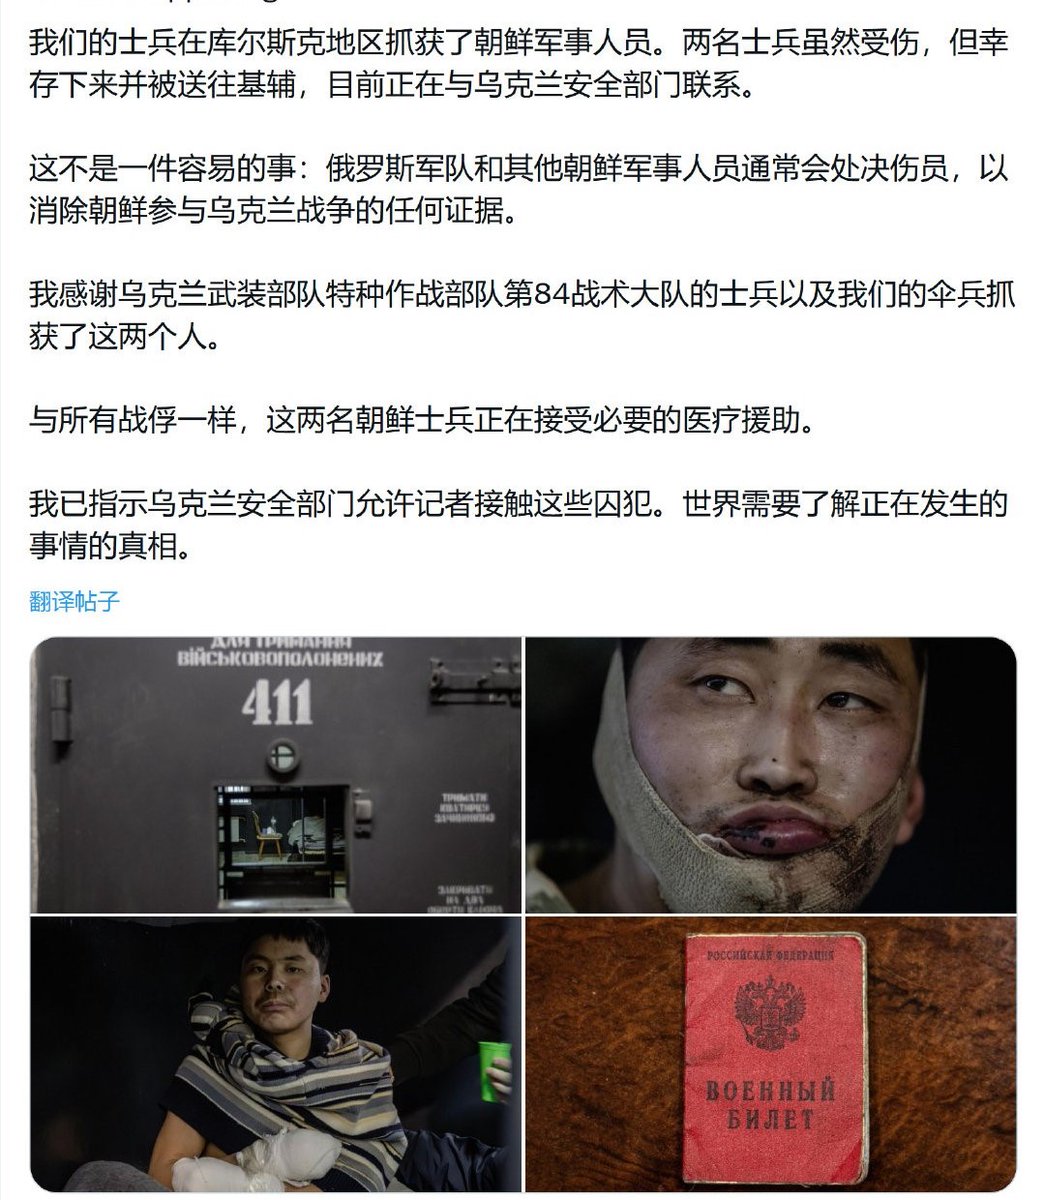 我们的士兵在库尔斯克地区抓获了朝鲜军事人员。两名士兵虽然受伤，但幸
存下来并被送往基辅，目前正在与乌克兰安全部门联系。
这不是一件容易的事：俄罗斯军队和其他朝鲜军事人员通常会处决伤员，以
消除朝鲜参与乌克兰战争的任何证据。
我感谢乌克兰武装部队特种作战部队第84战术大队的士兵以及我们的伞兵抓
获了这两个人。
与所有战俘一样，这两名朝鲜士兵正在接受必要的医疗援助。
我已指示乌克兰安全部门允许记者接触这些囚犯。世界需要了解正在发生的
事情的真相。
翻译帖子
ДЛЯ ТРИМАННЯ
ВІЙСЬКОВОПОЛОНЕНИХ
411
ТРИМАТИ
КВАТИРКУ
ЗАЧИНЕНОЮ
ЗАКРИВАТИ
НА ДВА
РОССИЙСКАЯ ФЕДЕРАЦИЯ
ВОЕННЫЙ
БИЛЕТ